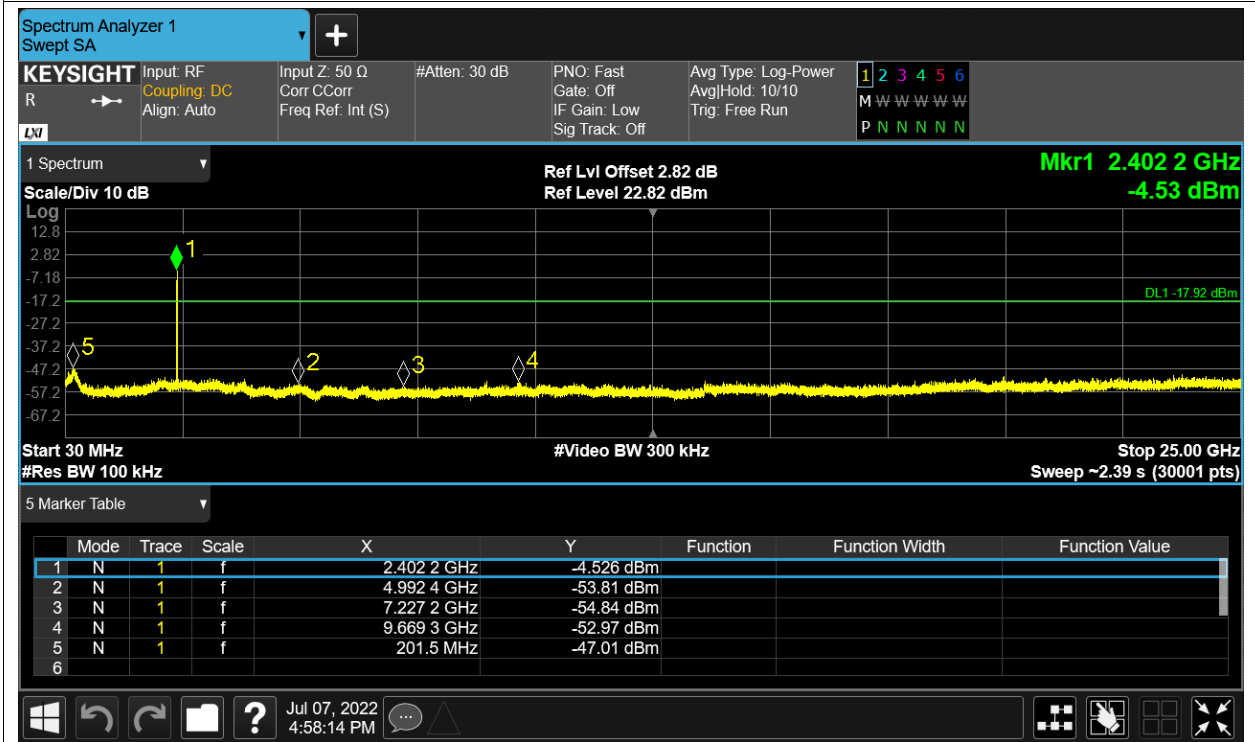 Spectrum Analyzer 1
Swept SA
+
KEYSIGHT Input: RF Input Z: 50 Ω #Atten: 30 dB PNO: Fast Avg Type: Log-Power 1 2 3 4 5 6
R Coupling: DC Corr CCorr Gate: Off Avg|Hold: 10/10 M W W W W W
Align: Auto Freq Ref: Int (S) IF Gain: Low Trig: Free Run
LXI Sig Track: Off P N N N N N
1 Spectrum Ref Lvl Offset 2.82 dB Mkr1 2.402 2 GHz
Scale/Div 10 dB Ref Level 22.82 dBm -4.53 dBm
Log
12.8
2.82 1
-7.18
-17.2 DL1 -17.92 dBm
-27.2
-37.2 5
-47.2 2 3 4
-57.2
-67.2
Start 30 MHz #Video BW 300 kHz Stop 25.00 GHz
#Res BW 100 kHz Sweep ~2.39 s (30001 pts)
5 Marker Table
Mode Trace Scale X Y Function Function Width Function Value
1 N 1 f 2.402 2 GHz -4.526 dBm
2 N 1 f 4.992 4 GHz -53.81 dBm
3 N 1 f 7.227 2 GHz -54.84 dBm
4 N 1 f 9.669 3 GHz -52.97 dBm
5 N 1 f 201.5 MHz -47.01 dBm
6
? Jul 07, 2022
4:58:14 PM